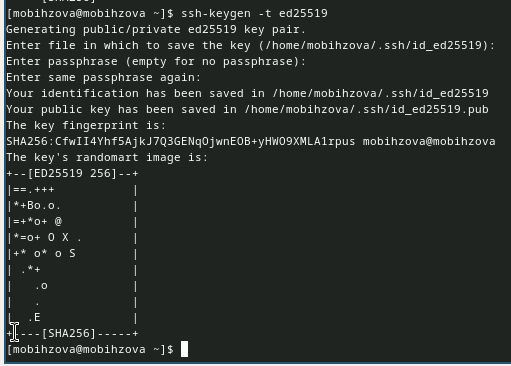 [mobihzova@mobihzova ~]$ ssh-keygen -t ed25519
Generating public/private ed25519 key pair.
Enter file in which to save the key (/home/mobihzova/.ssh/id_ed25519):
Enter passphrase (empty for no passphrase):
Enter same passphrase again:
Your identification has been saved in /home/mobihzova/.ssh/id_ed25519
Your public key has been saved in /home/mobihzova/.ssh/id_ed25519.pub
The key fingerprint is:
SHA256:CfwII4Yhf5AjkJ7Q3GENqOjwnEOB+yHWO9XMLA1rpus mobihzova@mobihzova
The key's randomart image is:
+--[ED25519 256]--+
|==.+++           |
|*+Bo.o.          |
|=+*o+ @          |
|*=o+ O X .       |
|+* o* o S        |
| .*+             |
|   .o            |
|   .             |
|  .E             |
+----[SHA256]-----+
[mobihzova@mobihzova ~]$